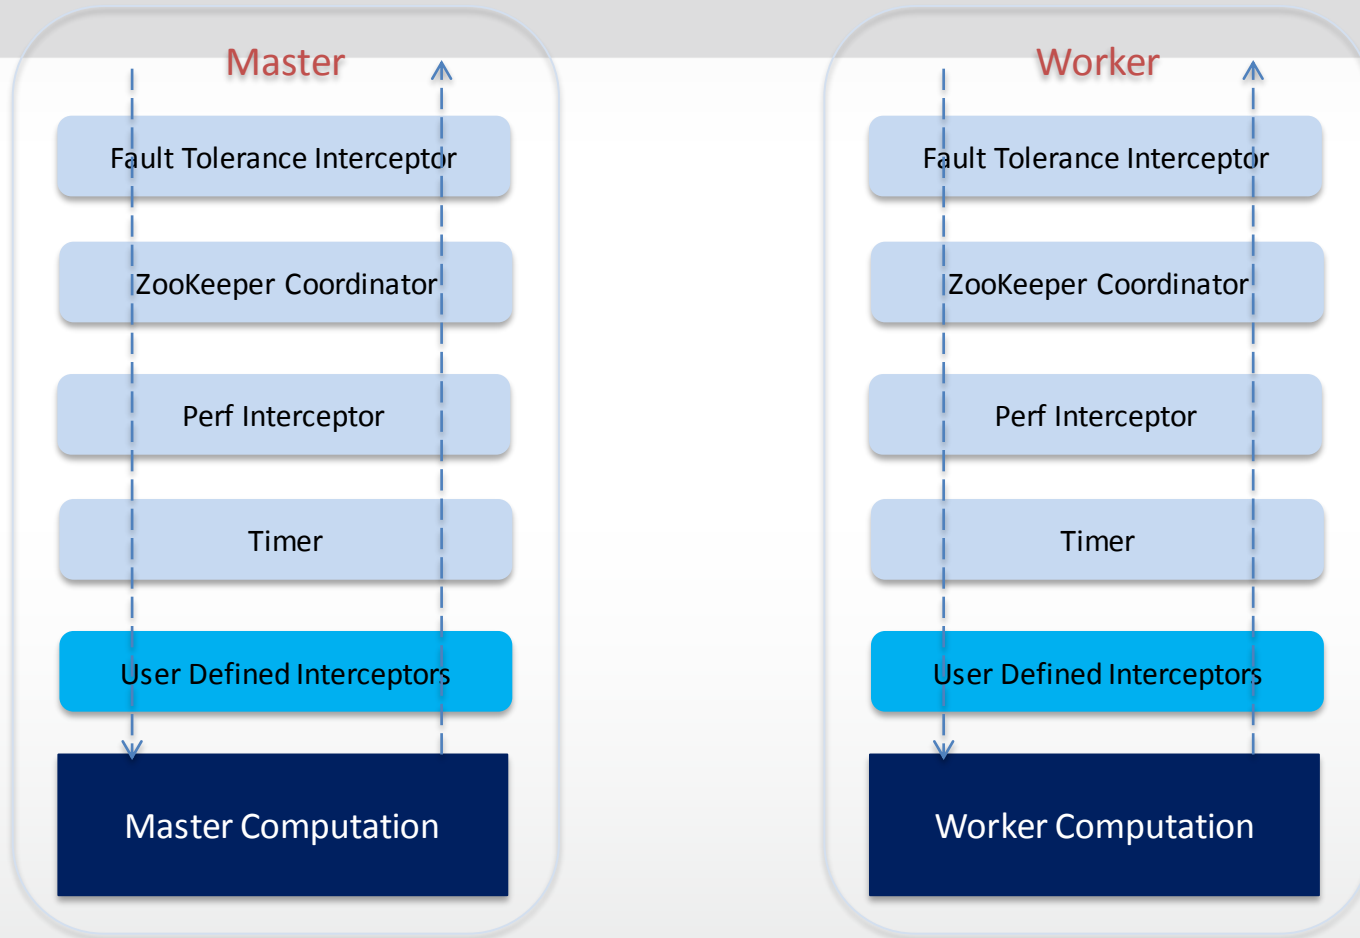 Master
Fault Tolerance Interceptor
ZooKeeper Coordinator
Perf Interceptor
Timer
User Defined Interceptors
Master Computation
Worker
Fault Tolerance Interceptor
ZooKeeper Coordinator
Perf Interceptor
Timer
User Defined Interceptors
Worker Computation